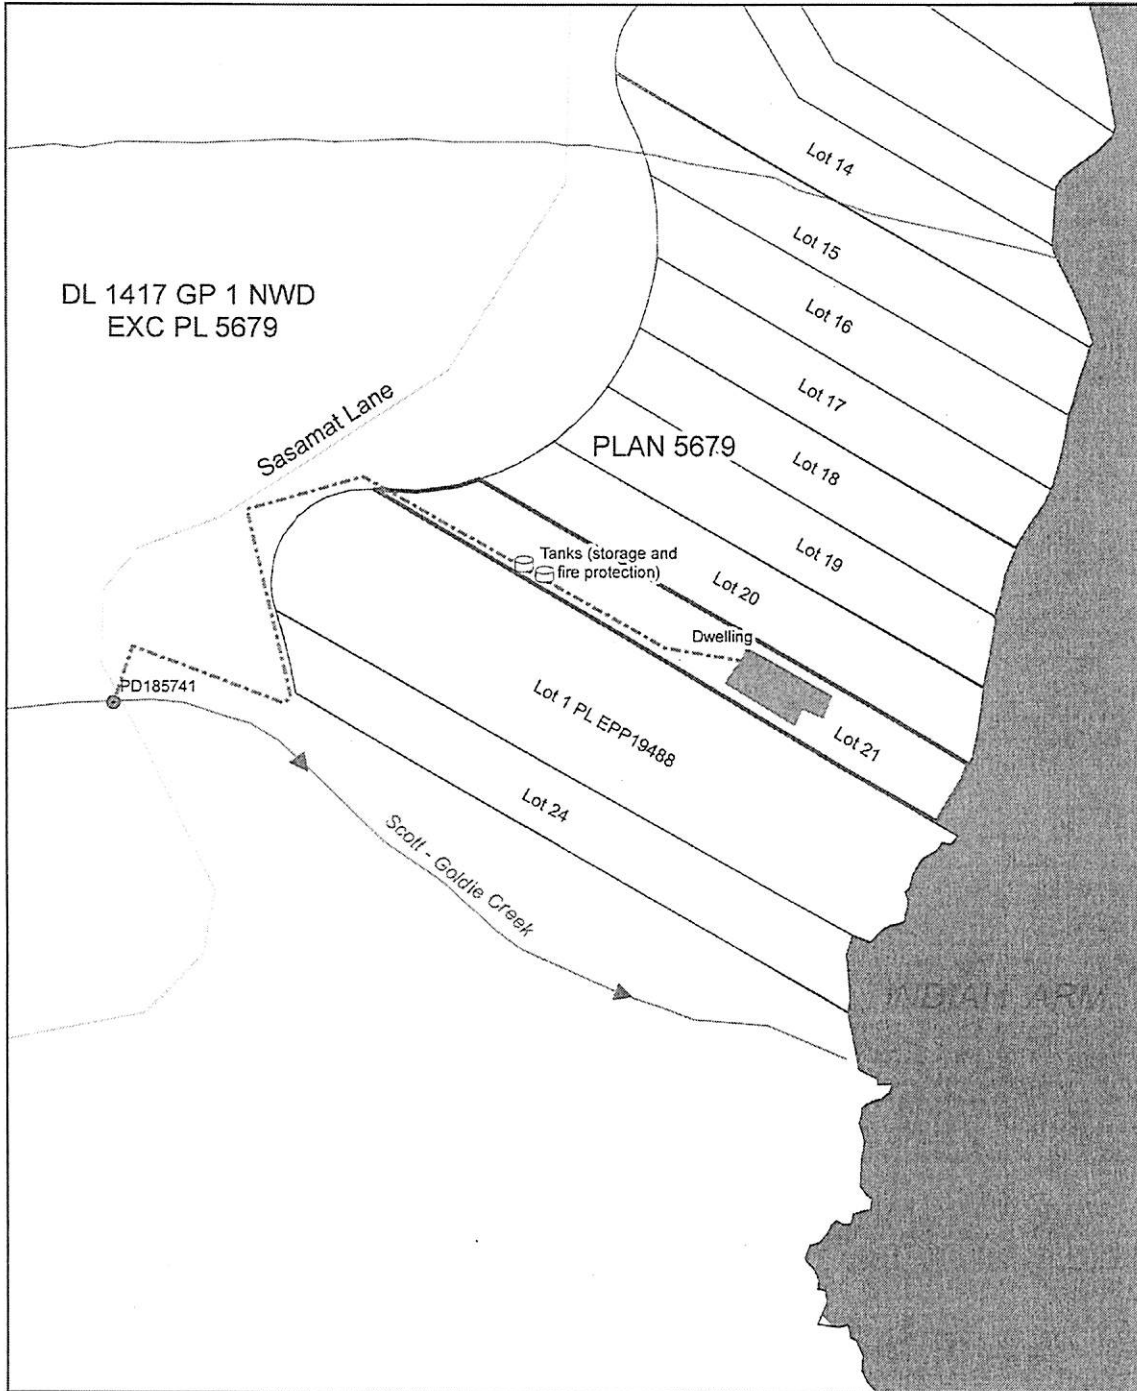 Lot 14
Lot 15
DL 1417 GP 1 NWD
EXC PL 5679
Lot 16
Lot 17
Sasamat Lane
PLAN 5679
Lot 18
Lot 19
Tanks (storage and
fire protection)
Lot 20
Dwelling
PD185741
Lot 1 PL EPP19488
Lot 21
Lot 24
Scott - Goldie Creek
INDIAN ARM